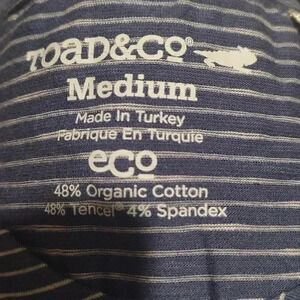 TOAD&CO®
Medium
Made In Turkey
Fabrique En Turquie
eco
48% Organic Cotton
48% Tencel® 4% Spandex